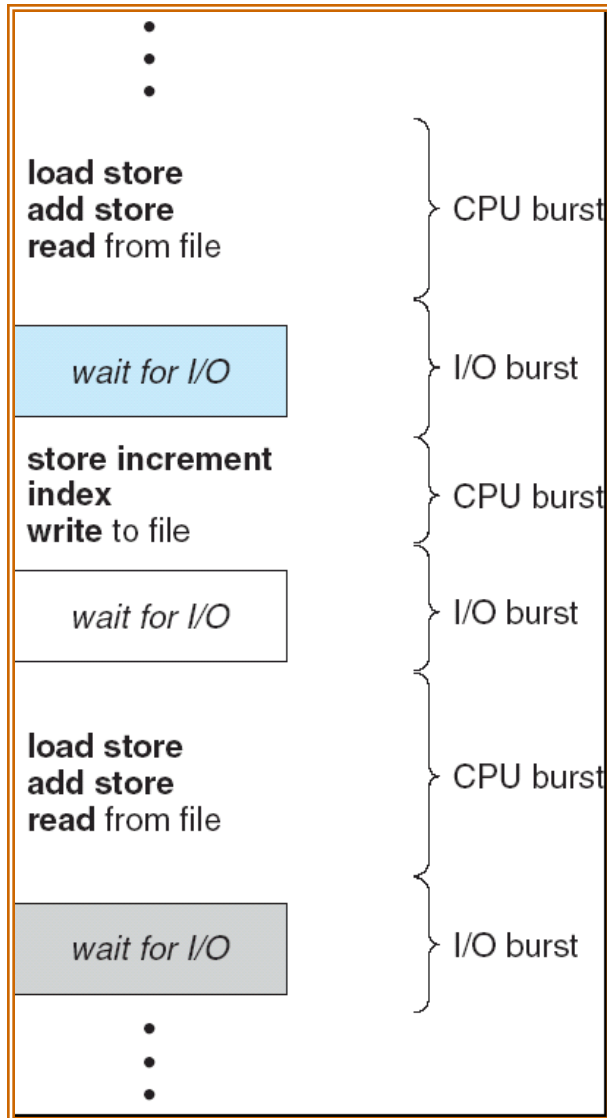 load store
add store
read from file
CPU burst
wait for I/O
I/O burst
store increment
index
write to file
CPU burst
wait for I/O
I/O burst
load store
add store
read from file
CPU burst
wait for I/O
I/O burst